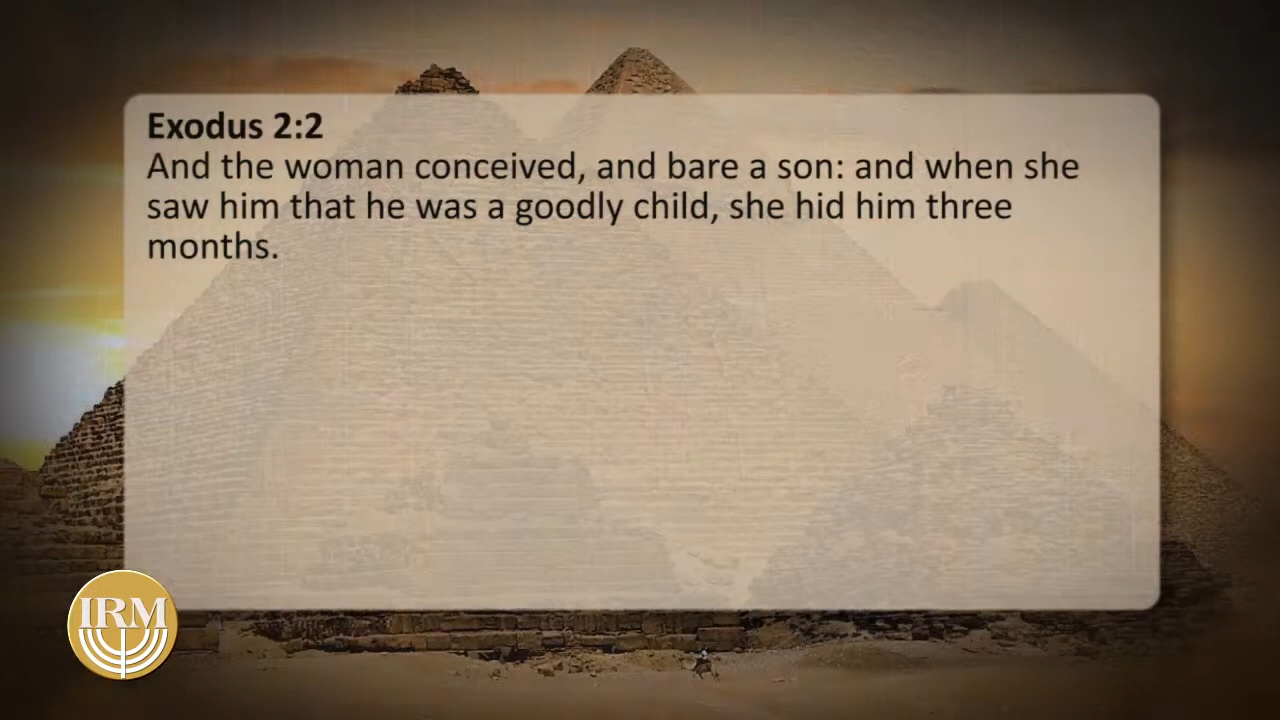 Exodus 2:2
And the woman conceived, and bare a son: and when she
saw him that he was a goodly child, she hid him three
months.
IRM